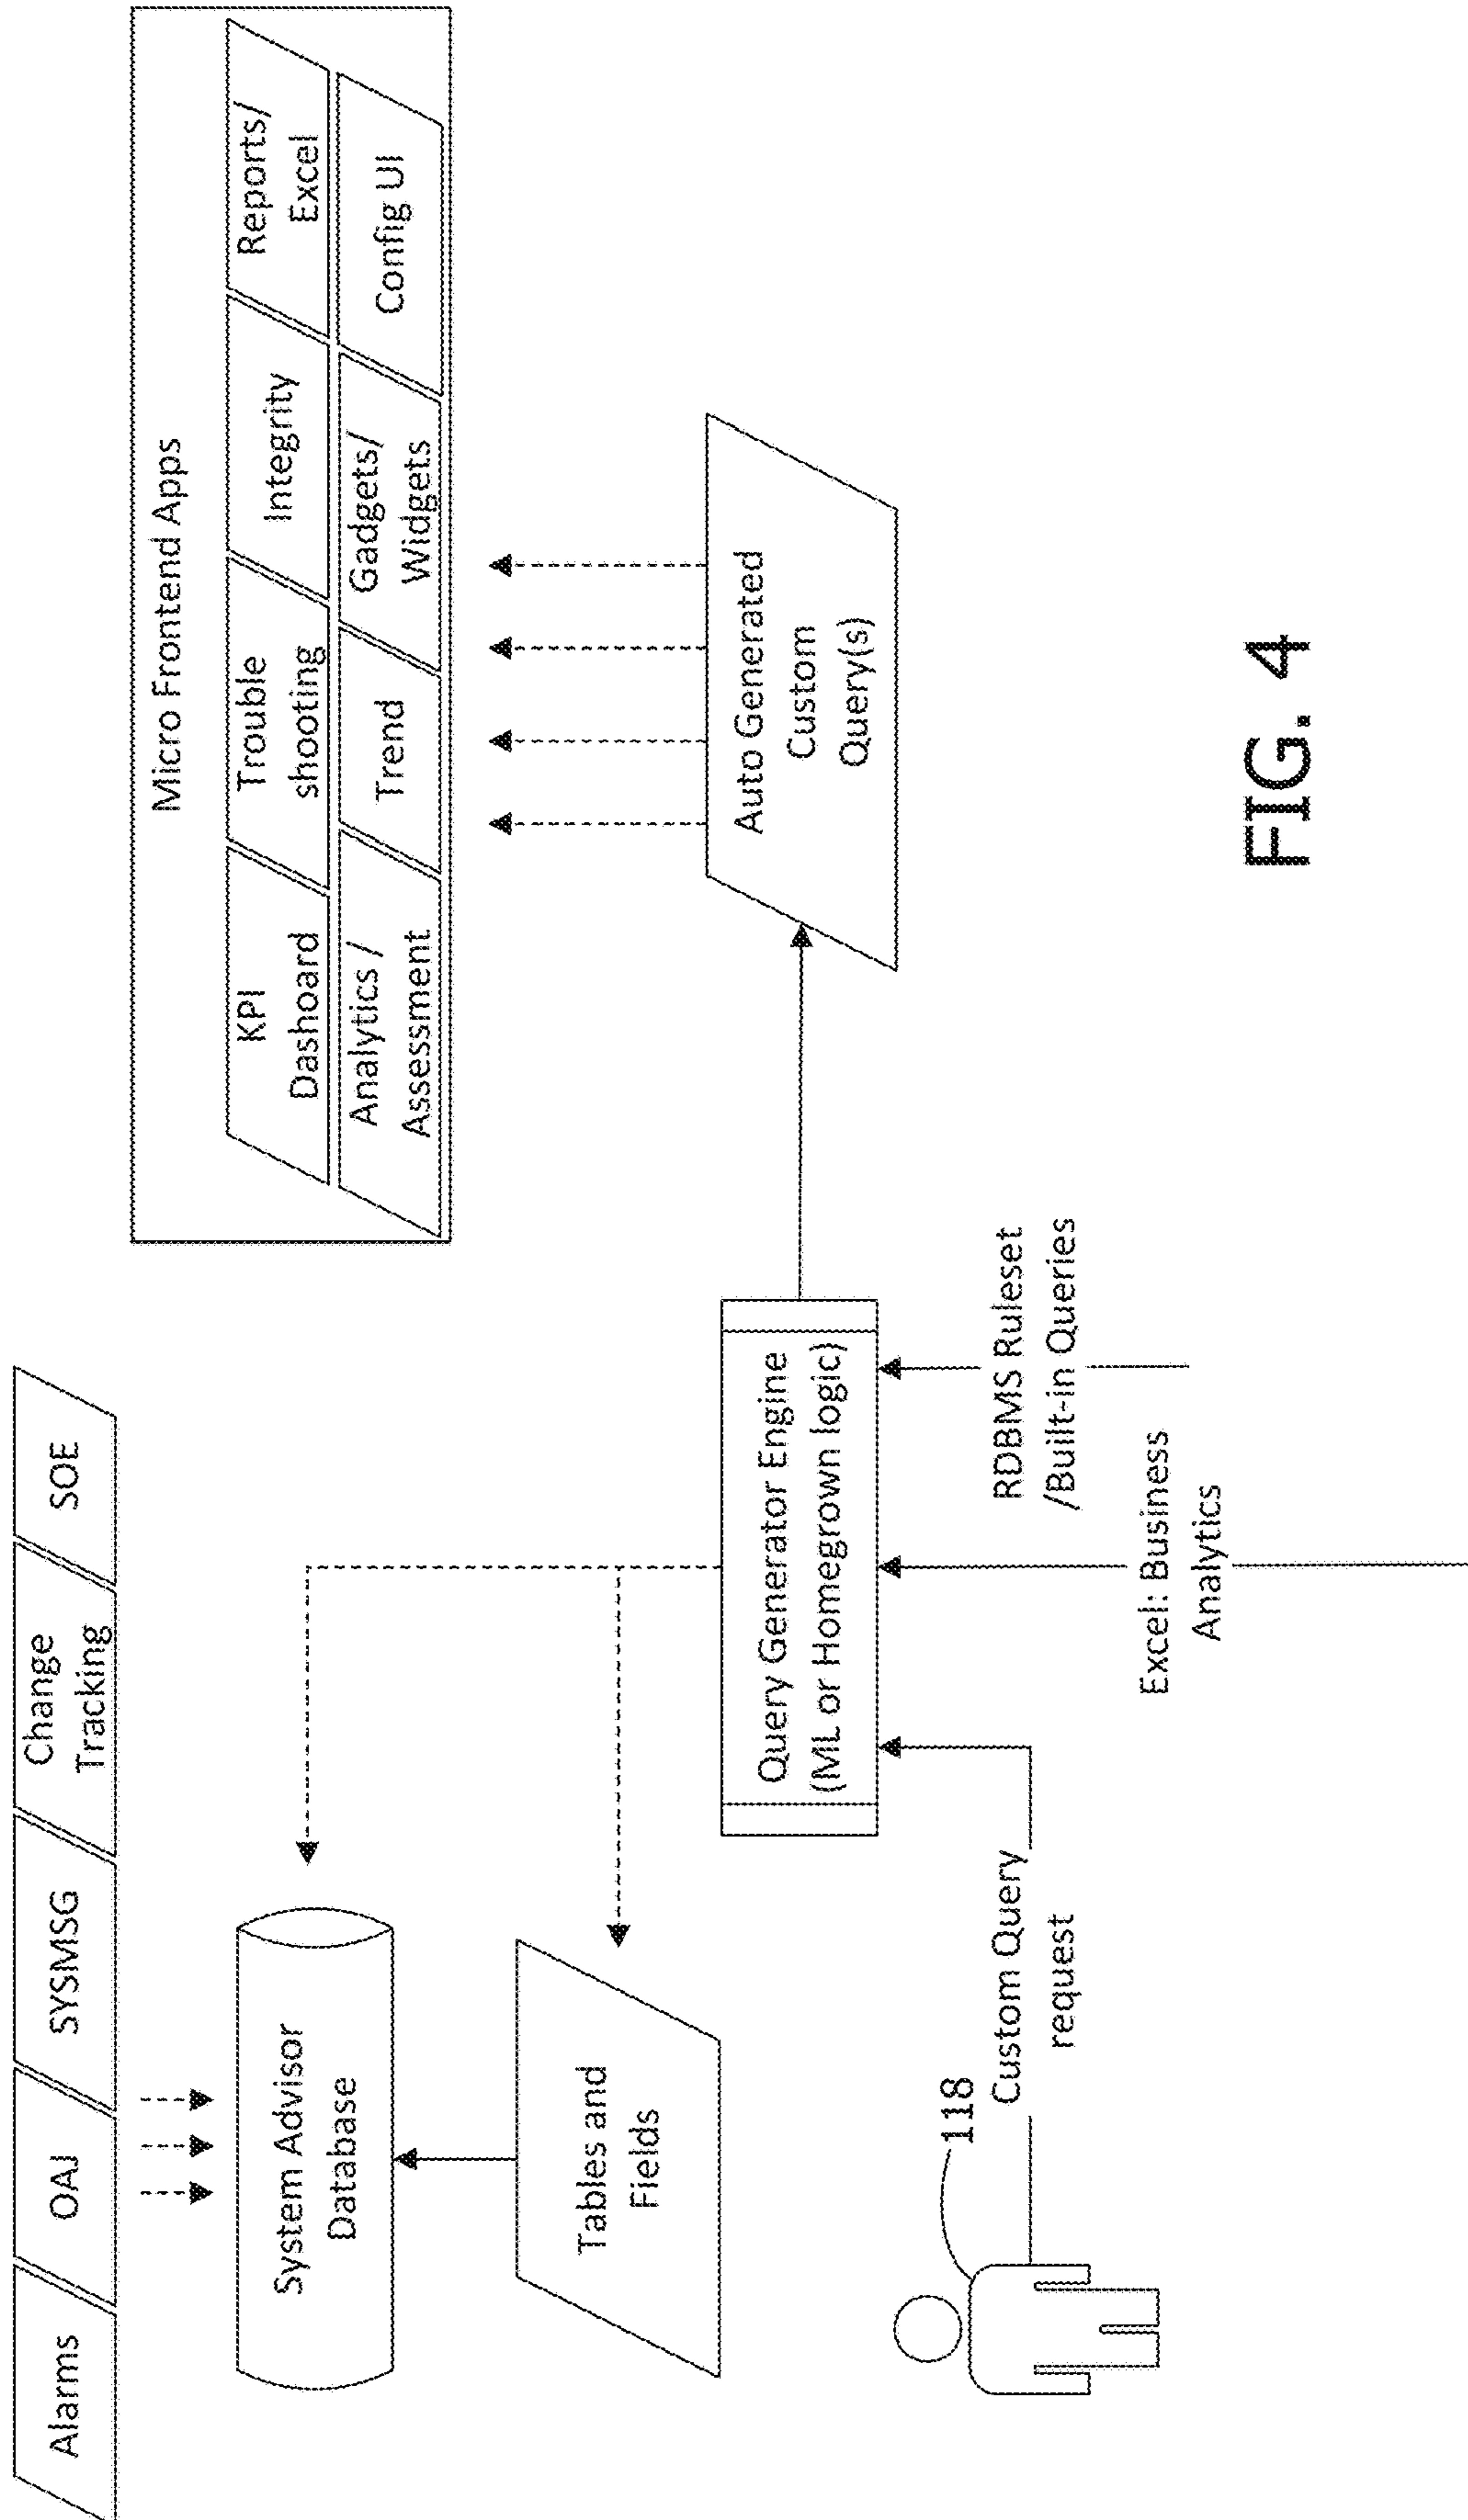 Alarms
OAJ
SYSMSG
Change
Tracking
SOE
Micro Frontend Apps
KPI
Dashoard
Trouble
shooting
Integrity
Reports/
Excel
Analytics /
Assessment
Trend
Gadgets/
Widgets
Config UI
System Advisor
Database
Tables and
Fields
Query Generator Engine
(ML or Homegrown logic)
Auto Generated
Custom
Query(s)
118
Custom Query
request
Excel: Business
Analytics
RDBMS Ruleset
/Built-in Queries
FIG. 4